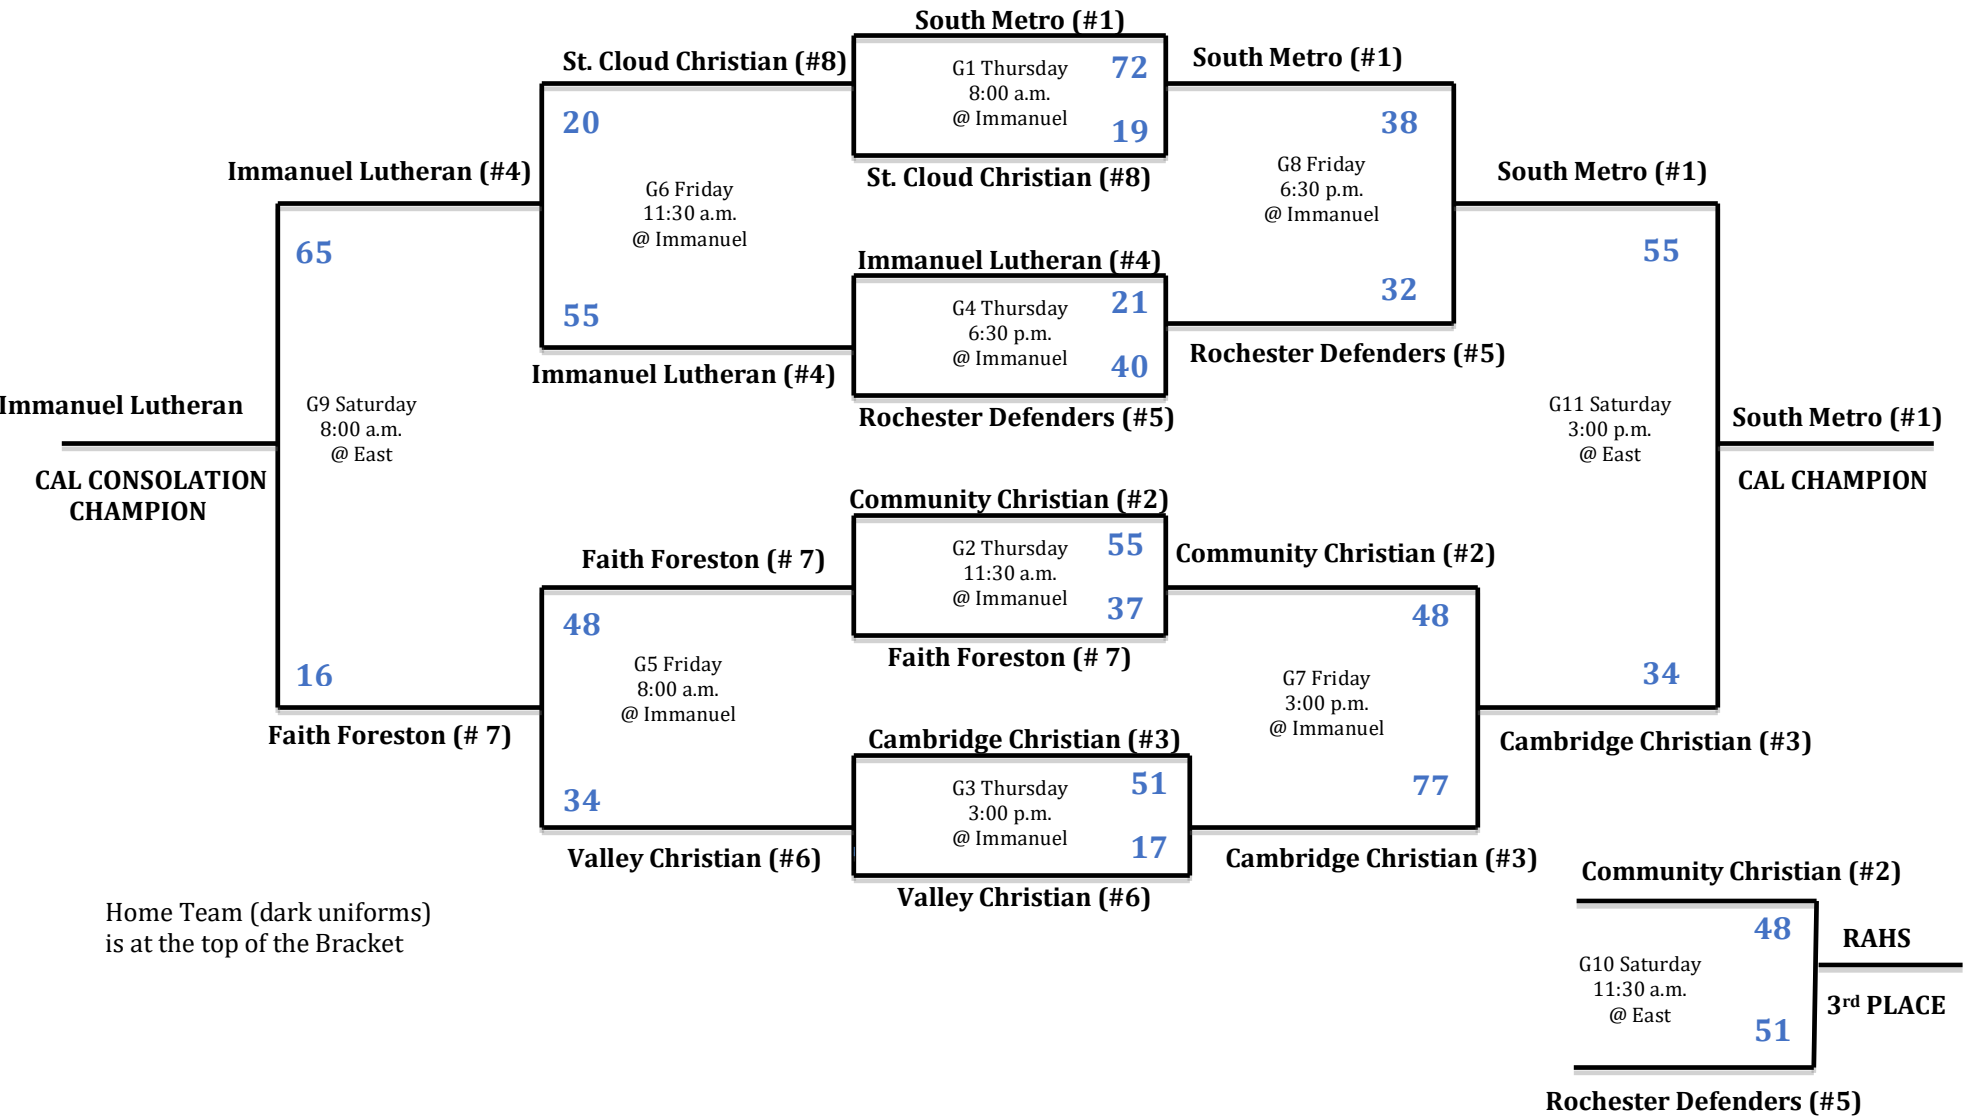 South Metro (#1)
St. Cloud Christian (#8)
G1 Thursday
8:00 a.m.
@ Immanuel
72
19
South Metro (#1)
St. Cloud Christian (#8)
20
G6 Friday
11:30 a.m.
@ Immanuel
55
Immanuel Lutheran (#4)
Immanuel Lutheran (#4)
38
G8 Friday
6:30 p.m.
@ Immanuel
32
South Metro (#1)
Immanuel Lutheran (#4)
G4 Thursday
6:30 p.m.
@ Immanuel
21
40
Rochester Defenders (#5)
Rochester Defenders (#5)
65
G9 Saturday
8:00 a.m.
@ East
16
Immanuel Lutheran
CAL CONSOLATION
CHAMPION
55
G11 Saturday
3:00 p.m.
@ East
34
South Metro (#1)
CAL CHAMPION
Community Christian (#2)
G2 Thursday
11:30 a.m.
@ Immanuel
55
37
Faith Foreston (# 7)
Faith Foreston (# 7)
Community Christian (#2)
48
G5 Friday
8:00 a.m.
@ Immanuel
34
Faith Foreston (# 7)
Valley Christian (#6)
48
G7 Friday
3:00 p.m.
@ Immanuel
77
Cambridge Christian (#3)
Cambridge Christian (#3)
G3 Thursday
3:00 p.m.
@ Immanuel
51
17
Valley Christian (#6)
Cambridge Christian (#3)
Home Team (dark uniforms)
is at the top of the Bracket
Community Christian (#2)
48
G10 Saturday
11:30 a.m.
@ East
51
RAHS
3rd PLACE
Rochester Defenders (#5)